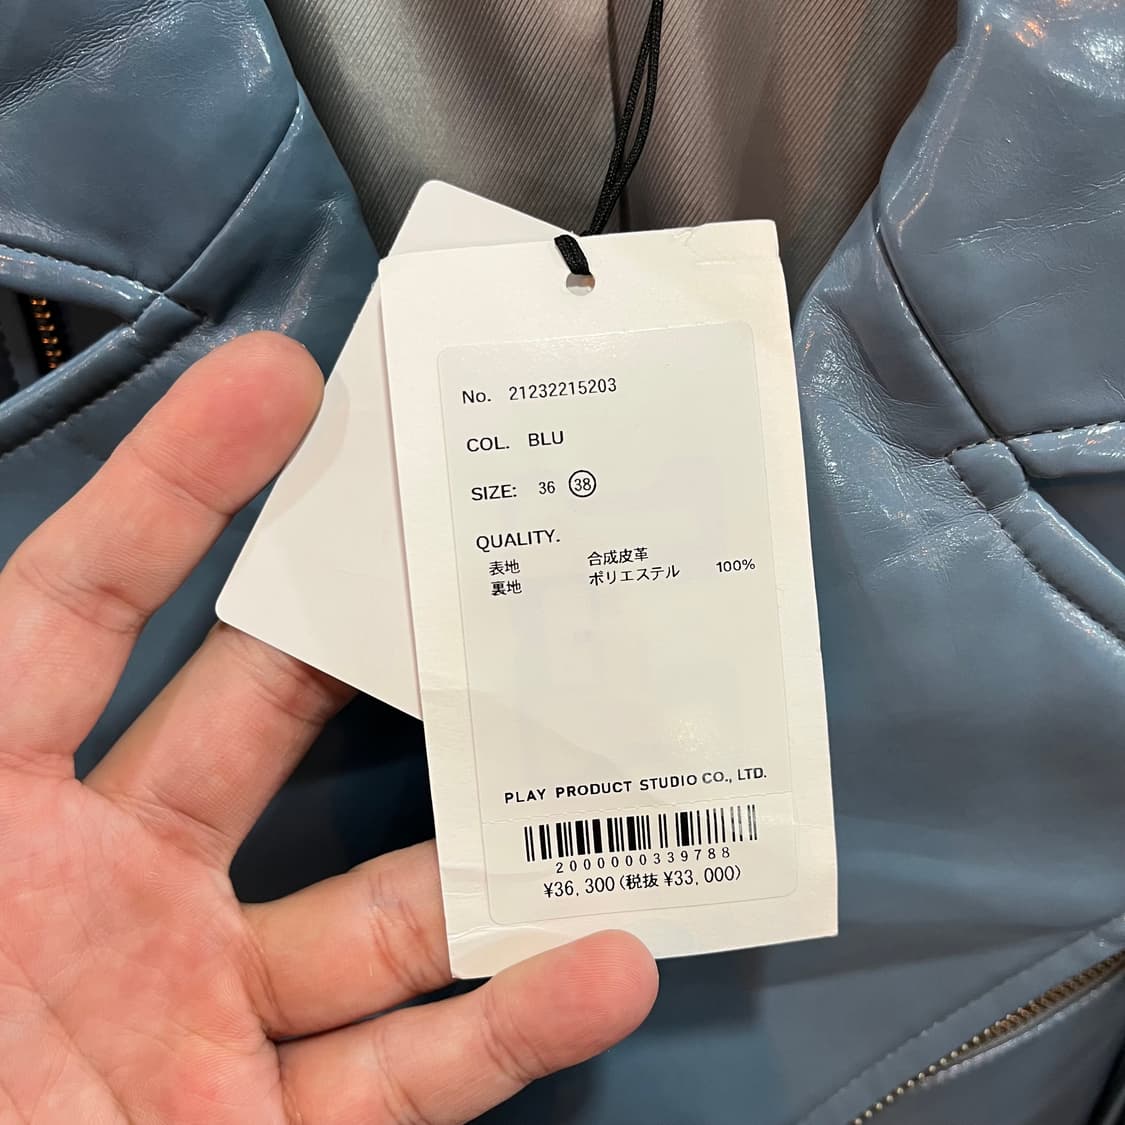 No. 21232215203
COL. BLU
SIZE: 36 38
QUALITY.
表地 合成皮革
裏地 ポリエステル 100%
PLAY PRODUCT STUDIO CO., LTD.
2000000339788
¥36,300(税抜 ¥33,000)